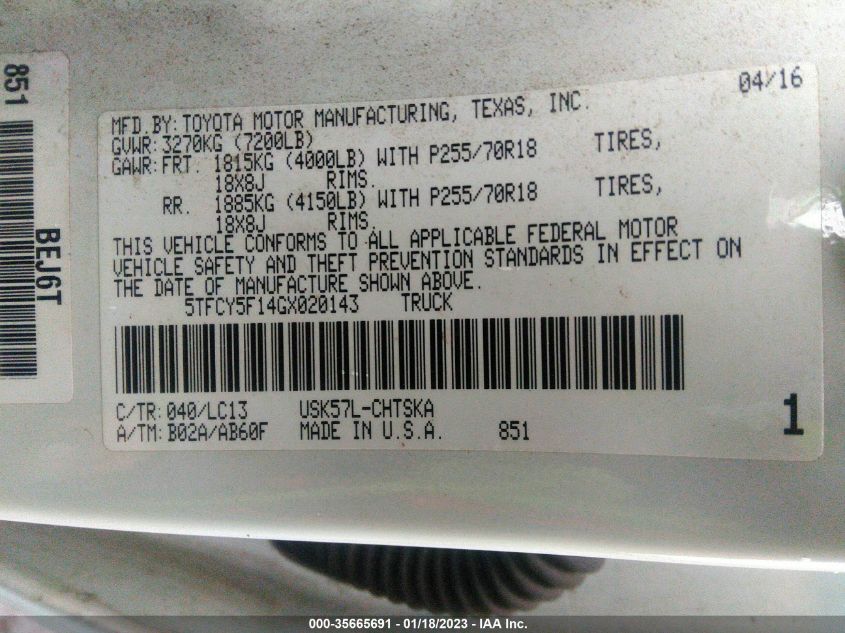 851
BEJ6T
04/16
MFD.BY:TOYOTA MOTOR MANUFACTURING, TEXAS, INC.
GVWR:3270KG (7200LB)
GAWR:FRT. 1815KG (4000LB) WITH P255/70R18 TIRES,
18X8J RIMS.
RR. 1885KG (4150LB) WITH P255/70R18 TIRES,
18X8J RIMS.
THIS VEHICLE CONFORMS TO ALL APPLICABLE FEDERAL MOTOR
VEHICLE SAFETY AND THEFT PREVENTION STANDARDS IN EFFECT ON
THE DATE OF MANUFACTURE SHOWN ABOVE.
5TFCY5F14GX020143 TRUCK
C/TR:040/LC13 USK57L-CHTSKA
A/TM:B02A/AB60F MADE IN U.S.A. 851
1
000-35665691 - 01/18/2023 - IAA Inc.